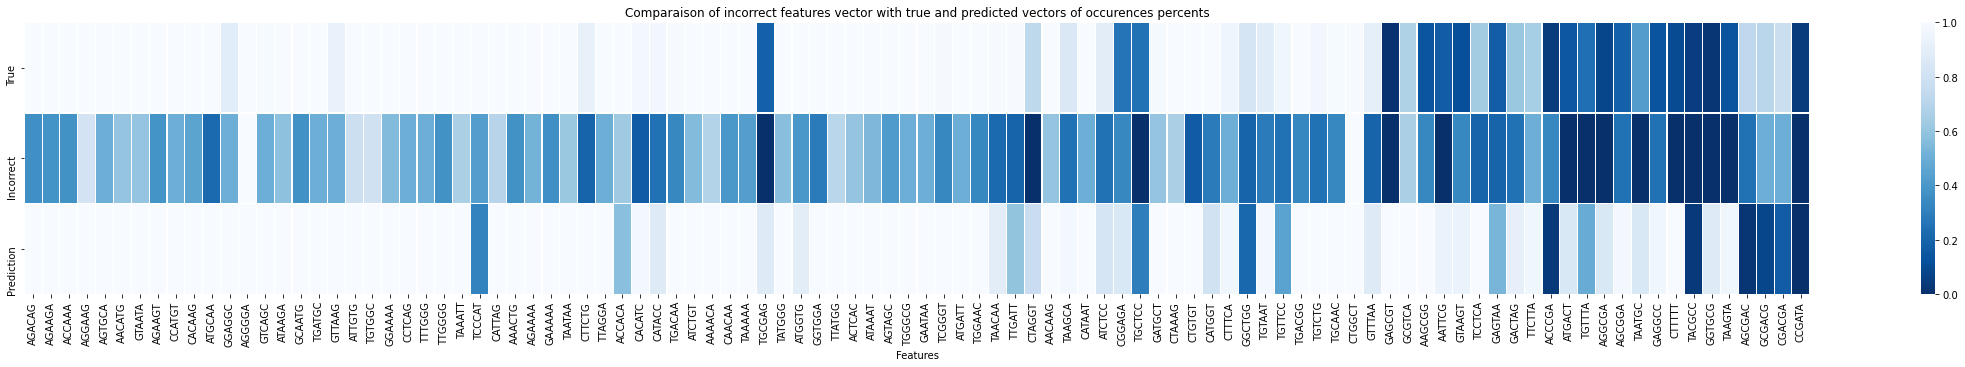 Comparaison of incorrect features vector with true and predicted vectors of occurences percents
True
Incorrect
Prediction
1.0
0.8
0.6
0.4
0.2
0.0
AGACAG AGAAGA ACCAAA AGGAAG AGTGCA AACATG GTAATA AGAAGT CCATGT CACAAG ATGCAA GGAGGC AGGGGA GTCAGC ATAAGA GCAATG TGATGC GTTAAG ATTGTG TGTGGC GGAAAA CCTCAG TTTGGG TTGGGG TAAATT TCCCAT CATTAG AAACTG AGAAAA GAAAAA TAATAA CTTCTG TTAGGA ACCACA CACATC CATACC TGACAA ATCTGT AAAACA CAACAA TAAAAA TGCGAG TATGGG ATGGTG GGTGGA TTATGG ACTCAC ATAAAT AGTAGC TGGCGG GAATAA TCGGGT ATGATT TGGAAC TAACAA TTGATT CTAGGT AACAAG TAAGCA CATAAT ATCTCC CGGAGA TGCTCC GATGCT CTAAAG CTGTGT CATGGT CTTTCA GGCTGG TGTAAT TGTTCC TGACGG TGTCTG TGCAAC CTGGCT GTTTAA GAGCGT GCGTCA AAGCGG AATTCG GTAAGT TCCTCA GAGTAA GACTAG TTCTTA ACCCGA ATGACT TGTTTA AGGCGA AGCGGA TAATGC GAGGCC CTTTTT TACGCC GGTGCG TAAGTA AGCGAC GCGACG CGACGA CCGATA
Features